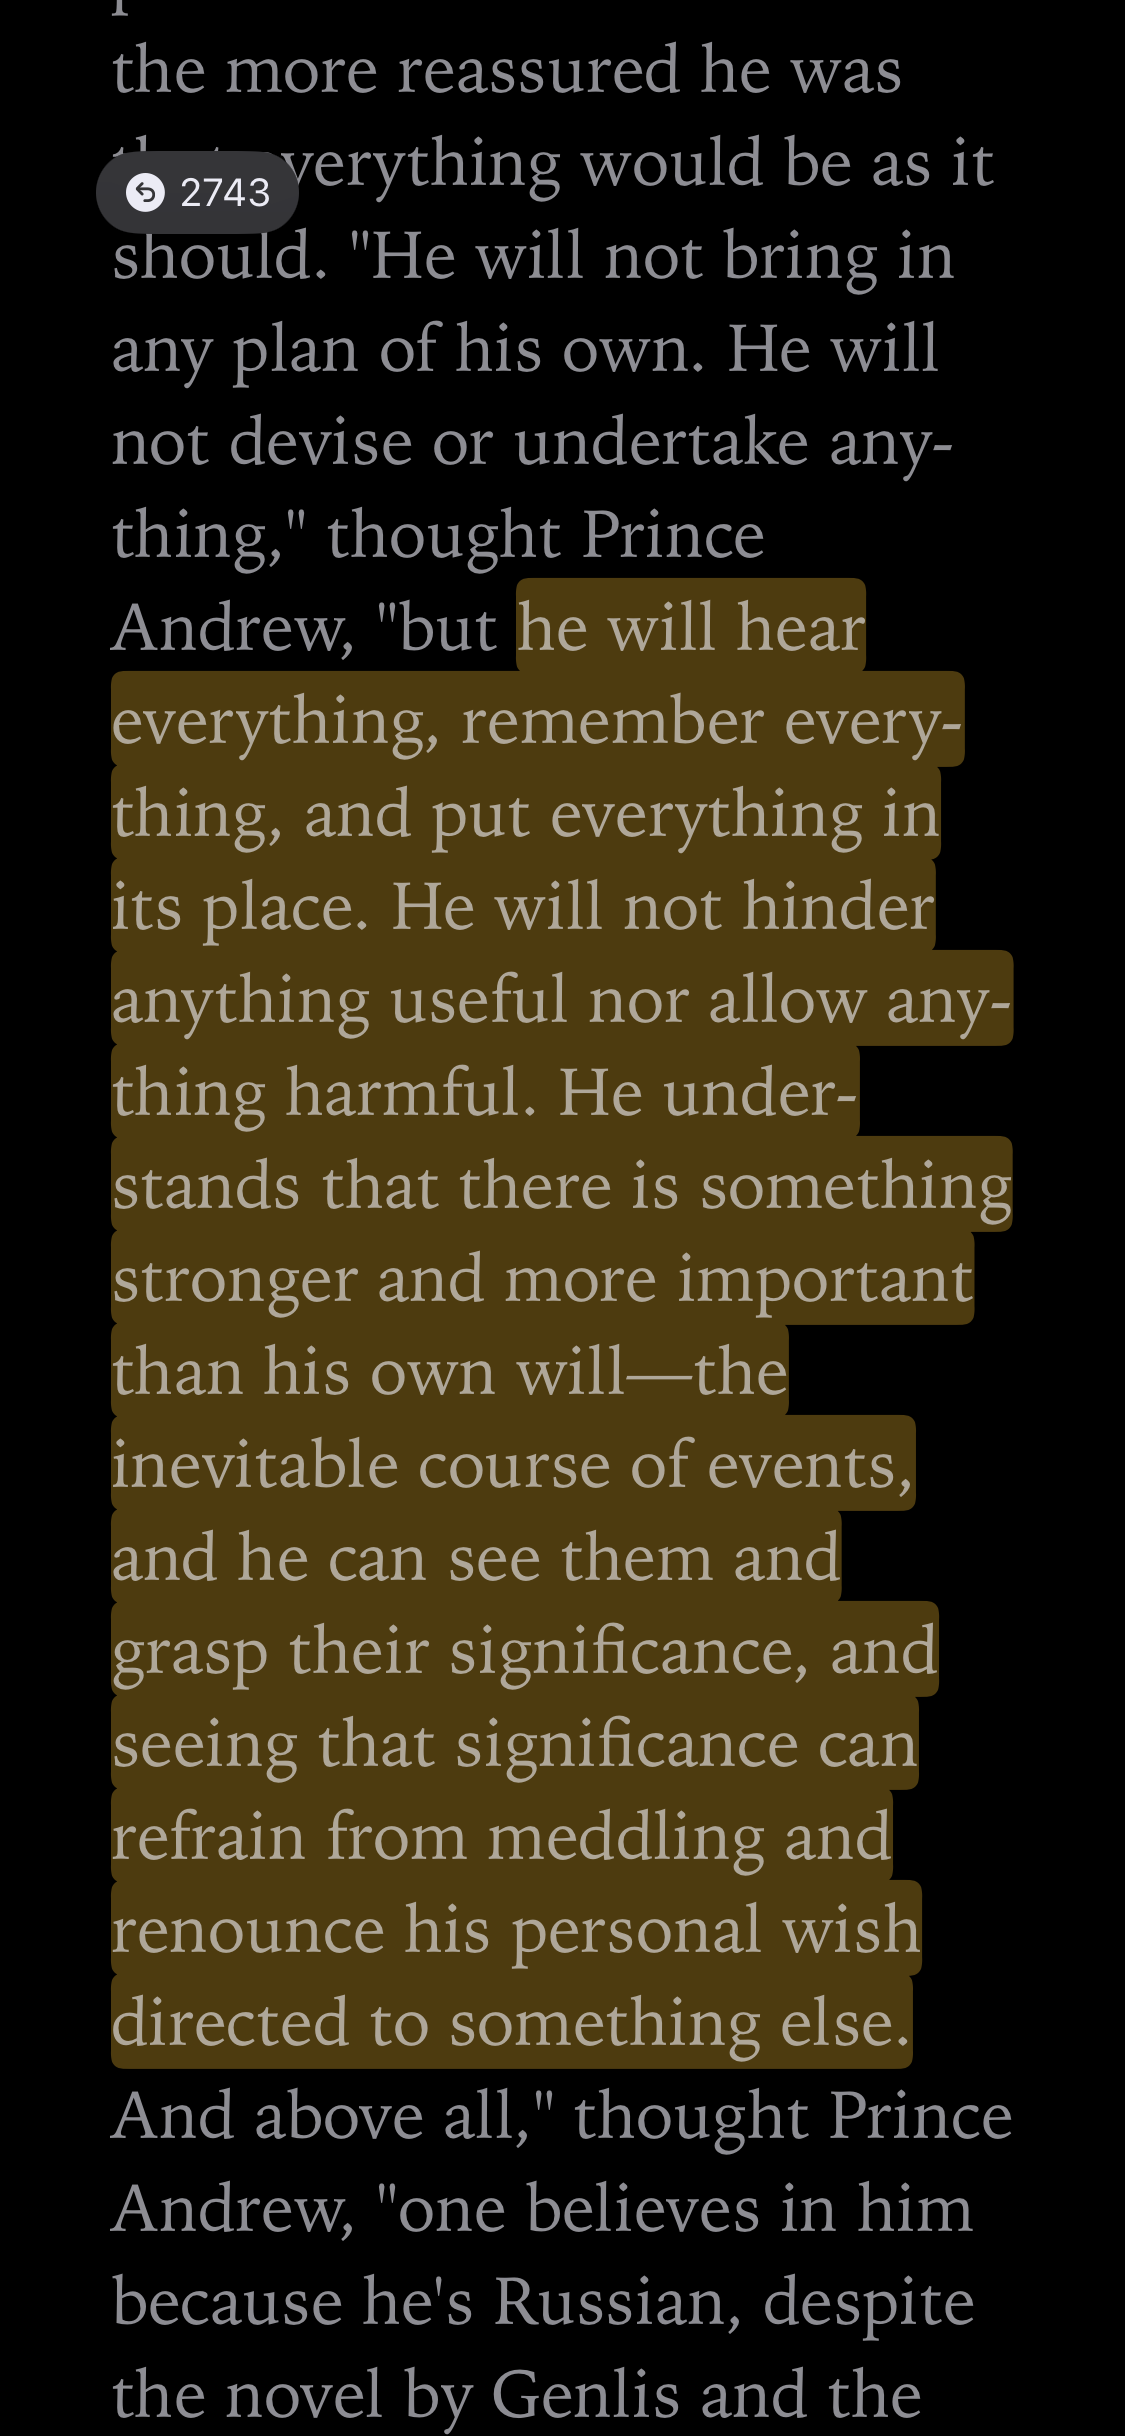 the more reassured he was
verything would be as it
2743
should. "He will not bring in
any plan of his own. He will
not devise or undertake any-
thing," thought Prince
Andrew, "but he will hear
everything, remember every-
thing, and put everything in
its place. He will not hinder
anything useful nor allow any-
thing harmful. He under-
stands that there is something
stronger and more important
than his own will—the
inevitable course of events,
and he can see them and
grasp their significance, and
seeing that significance can
refrain from meddling and
renounce his personal wish
directed to something else.
And above all," thought Prince
Andrew, "one believes in him
because he's Russian, despite
the novel by Genlis and the